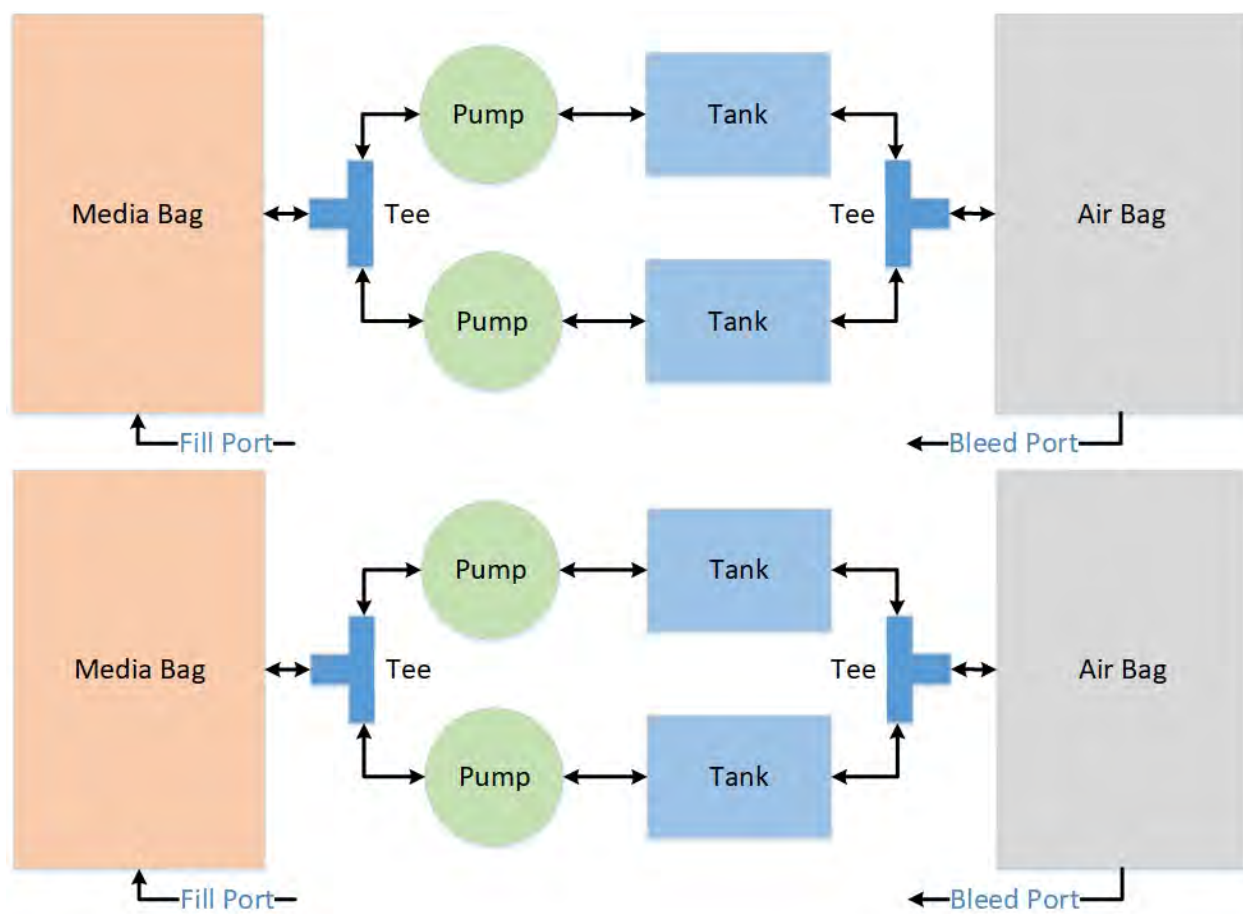 Pump
Tank
Media Bag
Tee
Tee
Air Bag
Pump
Tank
Fill Port
Bleed Port
Pump
Tank
Media Bag
Tee
Tee
Air Bag
Pump
Tank
Fill Port
Bleed Port